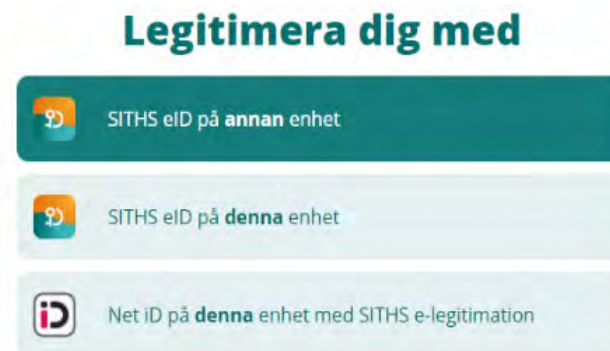 Legitimera dig med
SITHS eID på annan enhet
SITHS eID på denna enhet
Net iD på denna enhet med SITHS e-legitimation